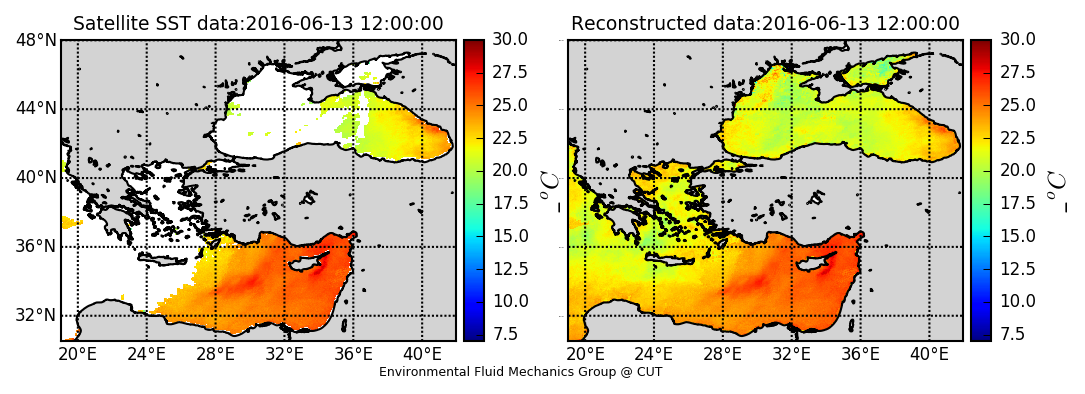 Satellite SST data:2016-06-13 12:00:00
Reconstructed data:2016-06-13 12:00:00
48°N
44°N
40°N
36°N
32°N
20°E 24°E 28°E 32°E 36°E 40°E
30.0
27.5
25.0
22.5
20.0
17.5
15.0
12.5
10.0
7.5
_°C
20°E 24°E 28°E 32°E 36°E 40°E
30.0
27.5
25.0
22.5
20.0
17.5
15.0
12.5
10.0
7.5
_°C
Environmental Fluid Mechanics Group @ CUT